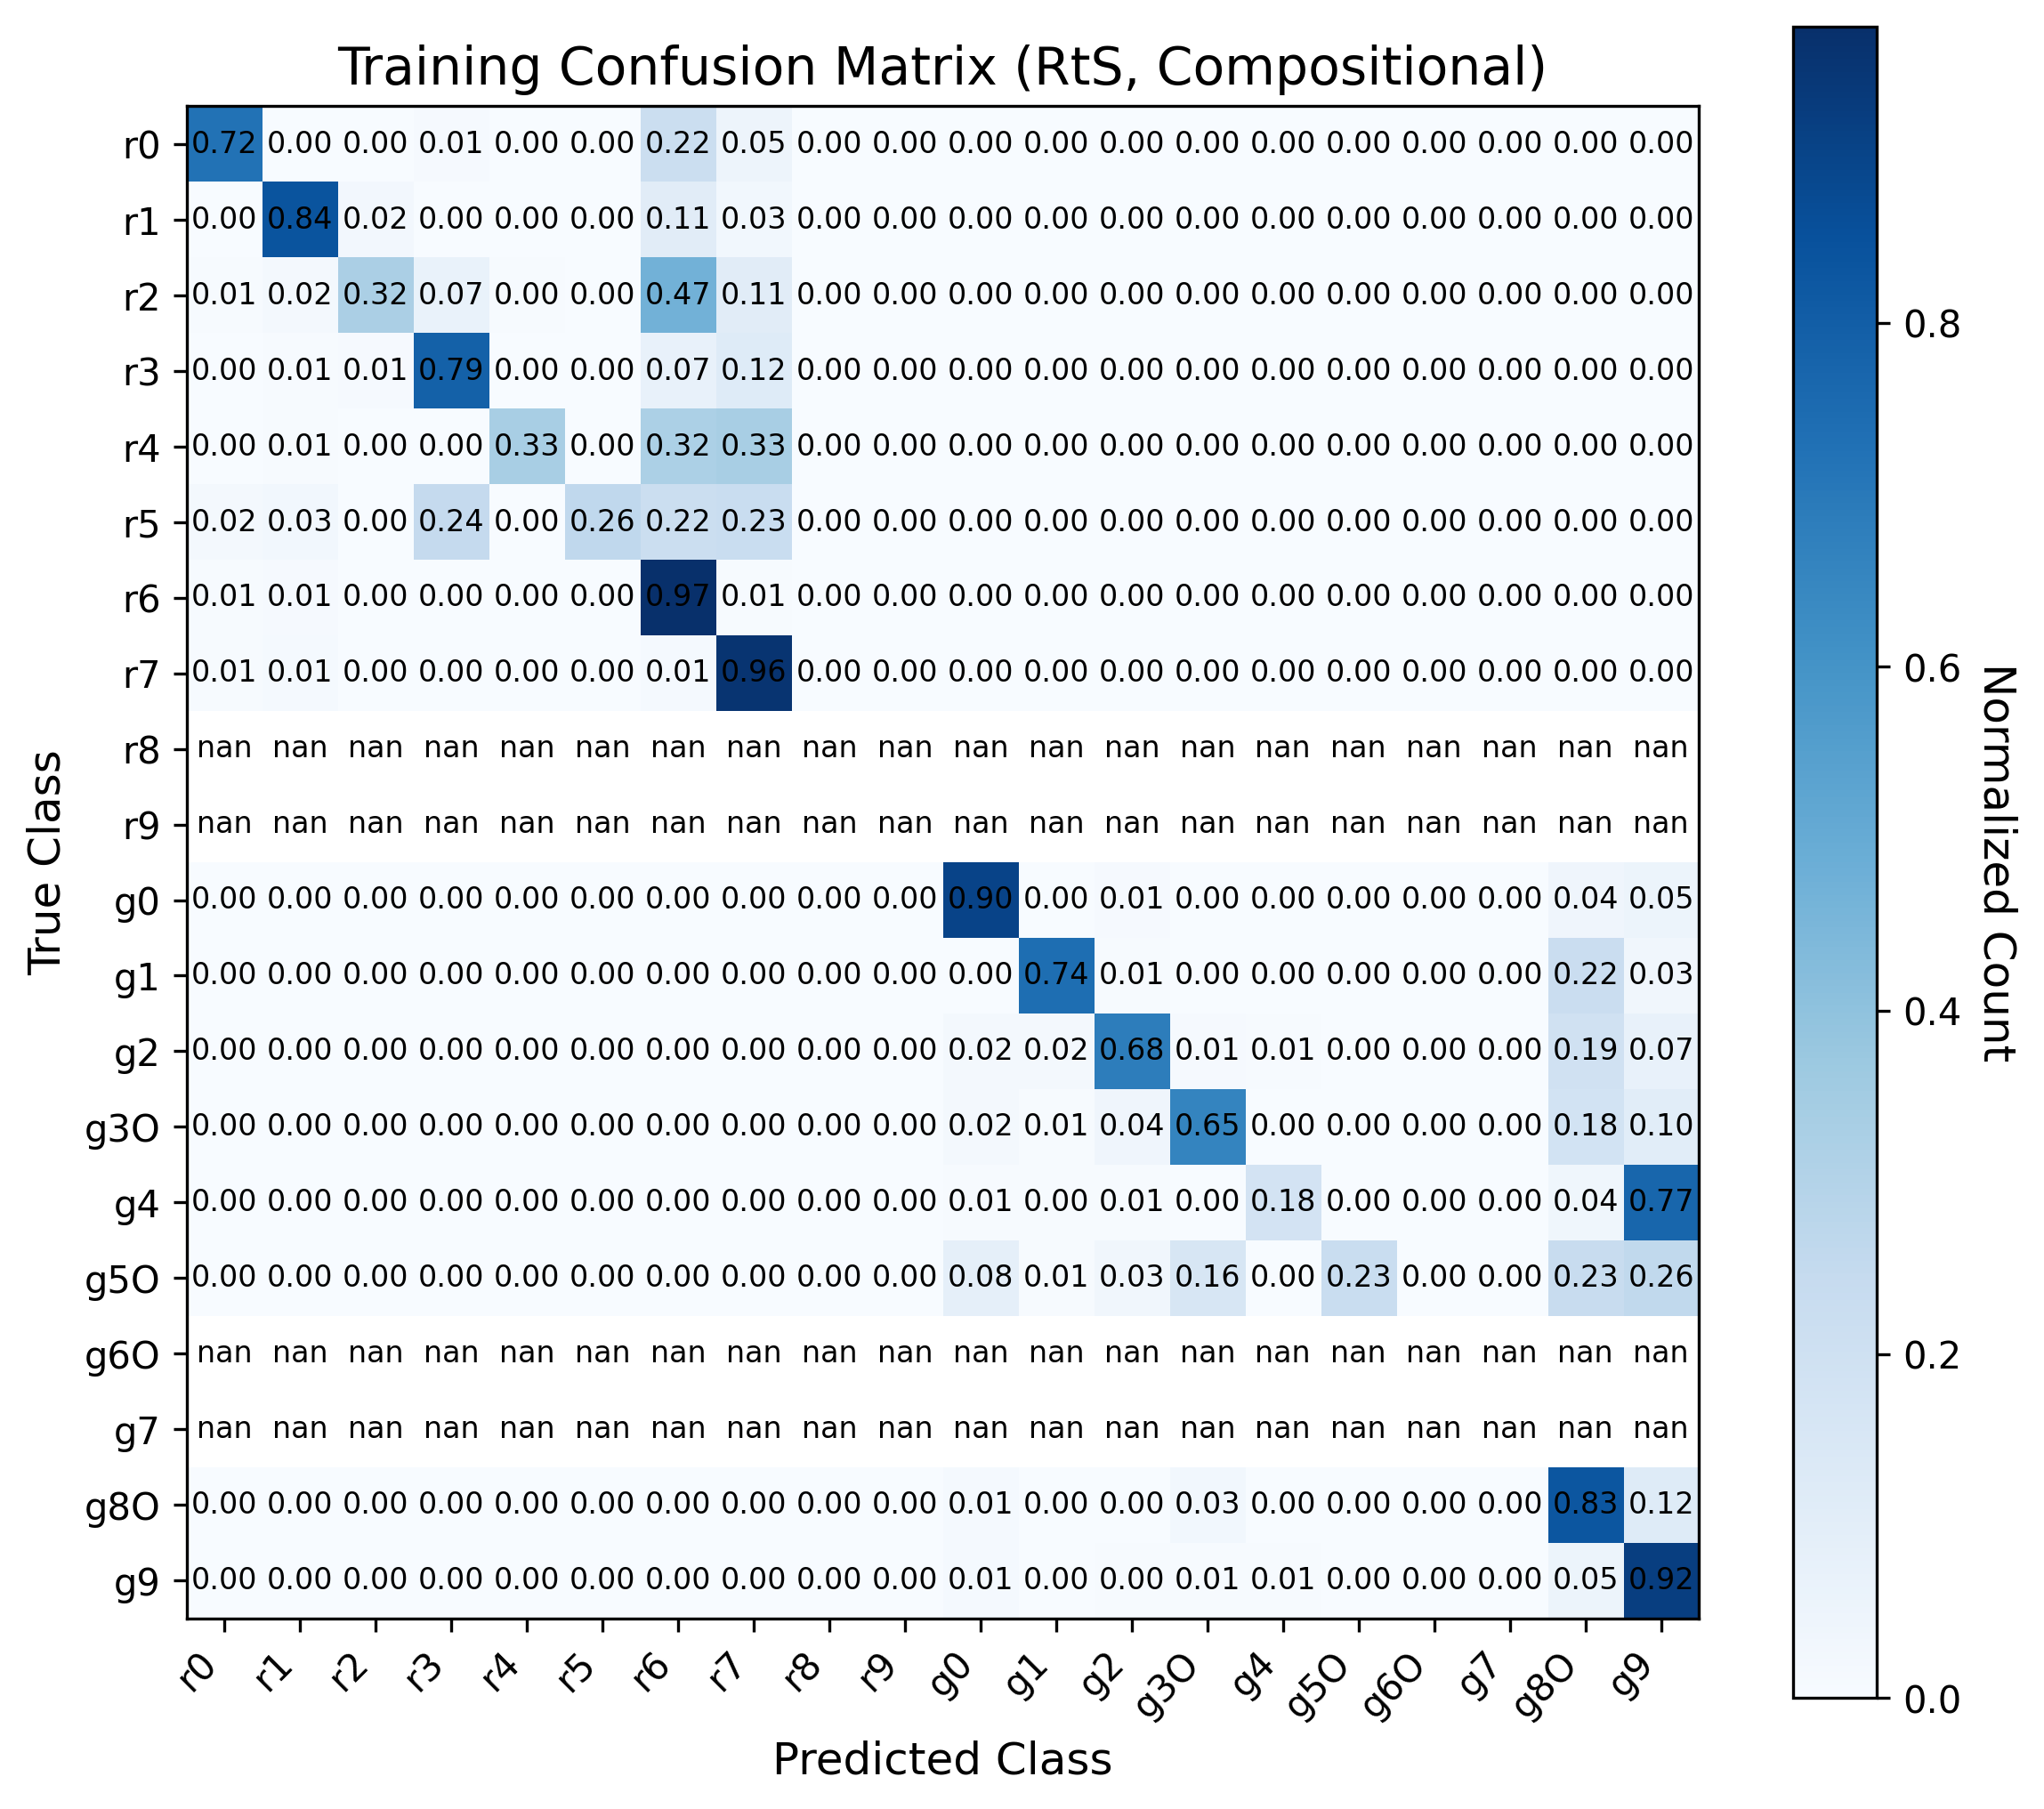 Training Confusion Matrix (RtS, Compositional)
r0 0.72 0.00 0.00 0.01 0.00 0.00 0.22 0.05 0.00 0.00 0.00 0.00 0.00 0.00 0.00 0.00 0.00 0.00 0.00 0.00
r1 0.00 0.84 0.02 0.00 0.00 0.00 0.11 0.03 0.00 0.00 0.00 0.00 0.00 0.00 0.00 0.00 0.00 0.00 0.00 0.00
r2 0.01 0.02 0.32 0.07 0.00 0.00 0.47 0.11 0.00 0.00 0.00 0.00 0.00 0.00 0.00 0.00 0.00 0.00 0.00 0.00
r3 0.00 0.01 0.01 0.79 0.00 0.00 0.07 0.12 0.00 0.00 0.00 0.00 0.00 0.00 0.00 0.00 0.00 0.00 0.00 0.00
r4 0.00 0.01 0.00 0.00 0.33 0.00 0.32 0.33 0.00 0.00 0.00 0.00 0.00 0.00 0.00 0.00 0.00 0.00 0.00 0.00
r5 0.02 0.03 0.00 0.24 0.00 0.26 0.22 0.23 0.00 0.00 0.00 0.00 0.00 0.00 0.00 0.00 0.00 0.00 0.00 0.00
r6 0.01 0.01 0.00 0.00 0.00 0.00 0.97 0.01 0.00 0.00 0.00 0.00 0.00 0.00 0.00 0.00 0.00 0.00 0.00 0.00
r7 0.01 0.01 0.00 0.00 0.00 0.00 0.01 0.96 0.00 0.00 0.00 0.00 0.00 0.00 0.00 0.00 0.00 0.00 0.00 0.00
r8 nan nan nan nan nan nan nan nan nan nan nan nan nan nan nan nan nan nan nan nan
r9 nan nan nan nan nan nan nan nan nan nan nan nan nan nan nan nan nan nan nan nan
g0 0.00 0.00 0.00 0.00 0.00 0.00 0.00 0.00 0.00 0.00 0.90 0.00 0.01 0.00 0.00 0.00 0.00 0.00 0.04 0.05
g1 0.00 0.00 0.00 0.00 0.00 0.00 0.00 0.00 0.00 0.00 0.00 0.74 0.01 0.00 0.00 0.00 0.00 0.00 0.22 0.03
g2 0.00 0.00 0.00 0.00 0.00 0.00 0.00 0.00 0.00 0.00 0.02 0.02 0.68 0.01 0.01 0.00 0.00 0.00 0.19 0.07
g3O 0.00 0.00 0.00 0.00 0.00 0.00 0.00 0.00 0.00 0.00 0.02 0.01 0.04 0.65 0.00 0.00 0.00 0.00 0.18 0.10
g4 0.00 0.00 0.00 0.00 0.00 0.00 0.00 0.00 0.00 0.00 0.01 0.00 0.01 0.00 0.18 0.00 0.00 0.00 0.04 0.77
g5O 0.00 0.00 0.00 0.00 0.00 0.00 0.00 0.00 0.00 0.00 0.08 0.01 0.03 0.16 0.00 0.23 0.00 0.00 0.23 0.26
g6O nan nan nan nan nan nan nan nan nan nan nan nan nan nan nan nan nan nan nan nan
g7 nan nan nan nan nan nan nan nan nan nan nan nan nan nan nan nan nan nan nan nan
g8O 0.00 0.00 0.00 0.00 0.00 0.00 0.00 0.00 0.00 0.00 0.01 0.00 0.00 0.03 0.00 0.00 0.00 0.00 0.83 0.12
g9 0.00 0.00 0.00 0.00 0.00 0.00 0.00 0.00 0.00 0.00 0.01 0.00 0.00 0.01 0.01 0.00 0.00 0.00 0.05 0.92
r0 r1 r2 r3 r4 r5 r6 r7 r8 r9 g0 g1 g2 g3O g4 g5O g6O g7 g8O g9
Predicted Class
True Class
0.8
0.6
0.4
0.2
0.0
Normalized Count